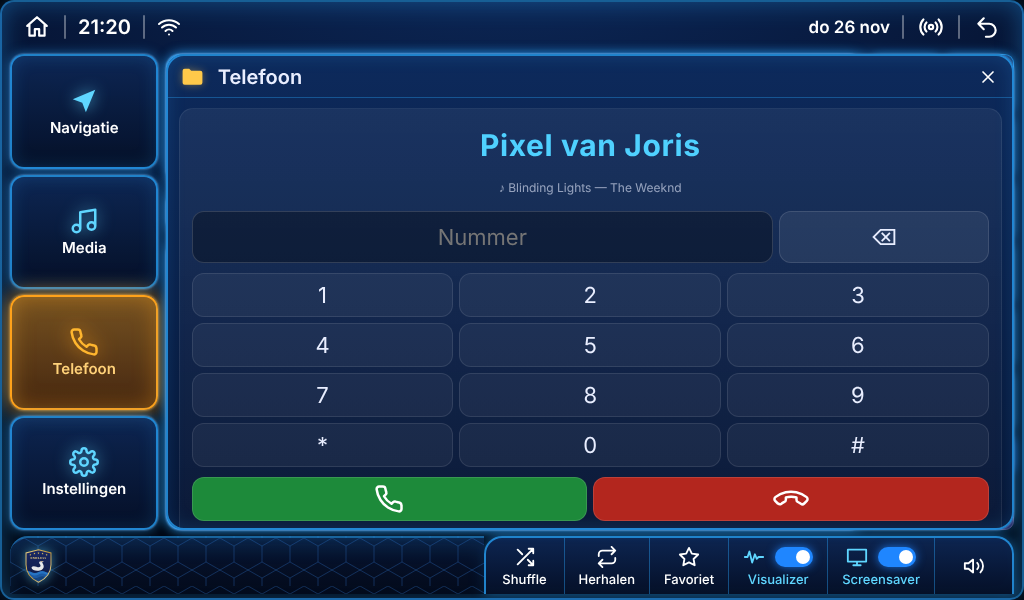 21:20
do 26 nov
Navigatie
Media
Telefoon
Instellingen
Telefoon
Pixel van Joris
♪ Blinding Lights — The Weeknd
Nummer
1 2 3
4 5 6
7 8 9
* 0 #
Shuffle
Herhalen
Favoriet
Visualizer
Screensaver